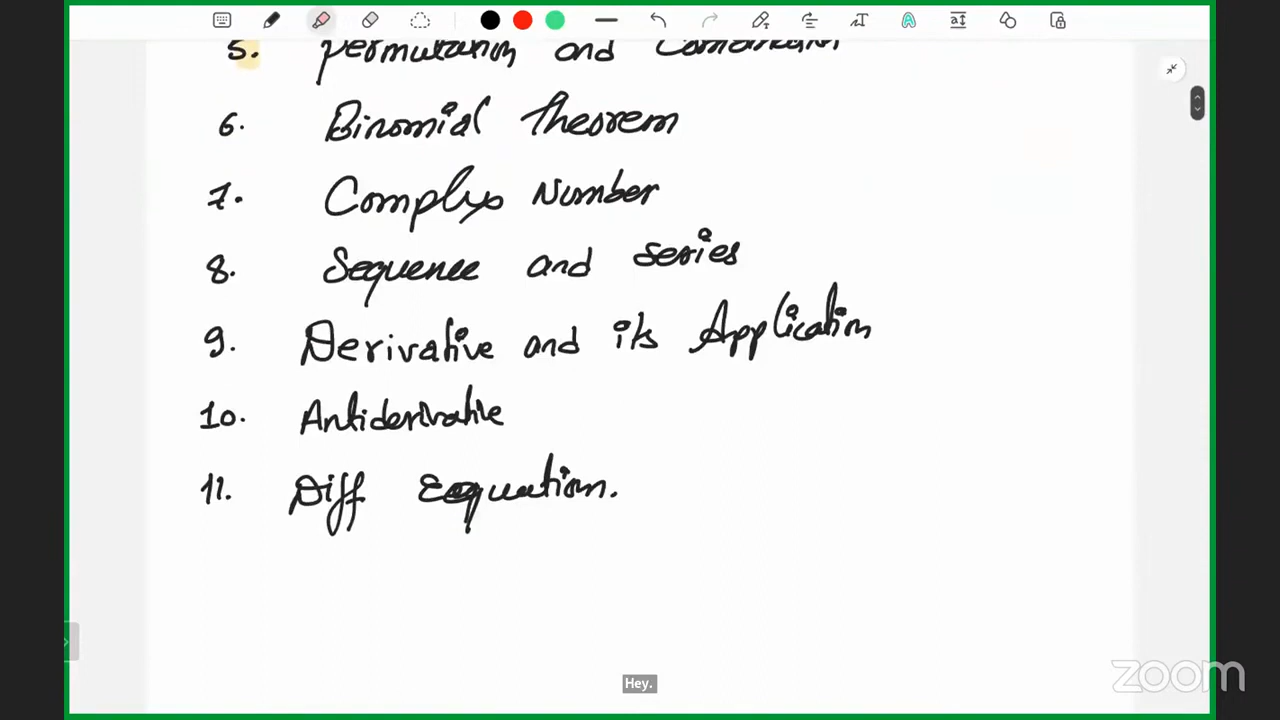 5. Permutation and
6. Binomial Theorem
7. Complex Number
8. Sequence and series
9. Derivative and its Application
10. Antiderivative
11. Diff Equation.
Hey.
zoom